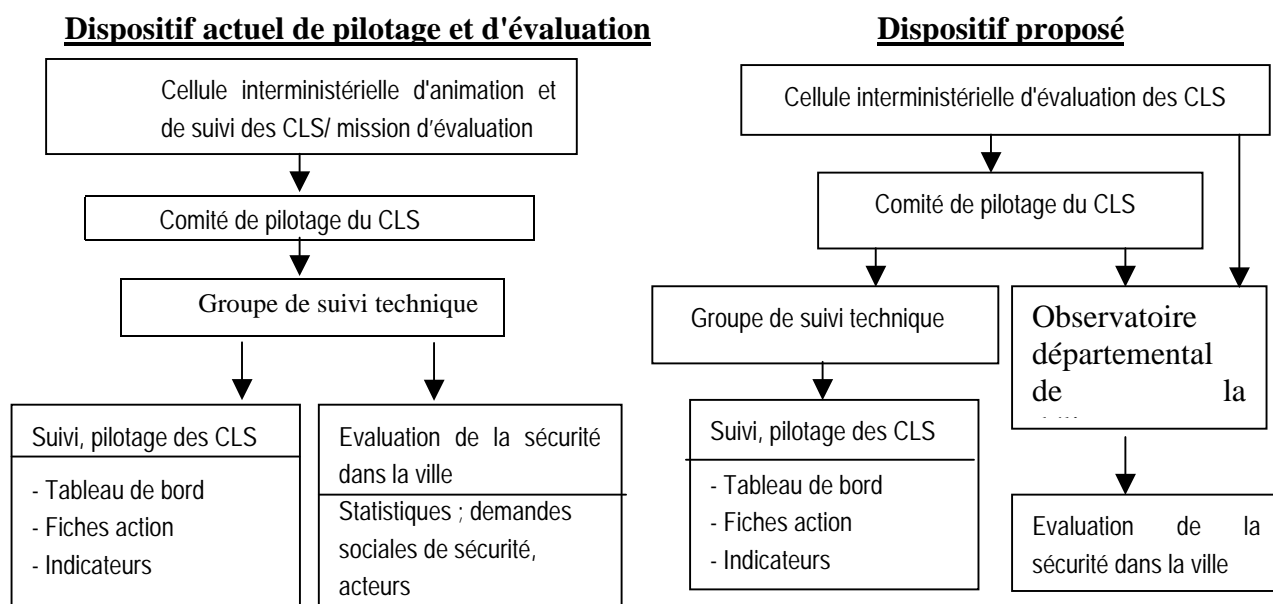 Dispositif actuel de pilotage et d'évaluation
Cellule interministérielle d'animation et
de suivi des CLS/ mission d’évaluation
Comité de pilotage du CLS
Groupe de suivi technique
Suivi, pilotage des CLS
- Tableau de bord
- Fiches action
- Indicateurs
Evaluation de la sécurité
dans la ville
Statistiques ; demandes
sociales de sécurité,
acteurs
Dispositif proposé
Cellule interministérielle d'évaluation des CLS
Comité de pilotage du CLS
Groupe de suivi technique
Observatoire
départemental
de la
Suivi, pilotage des CLS
- Tableau de bord
- Fiches action
- Indicateurs
Evaluation de la
sécurité dans la ville